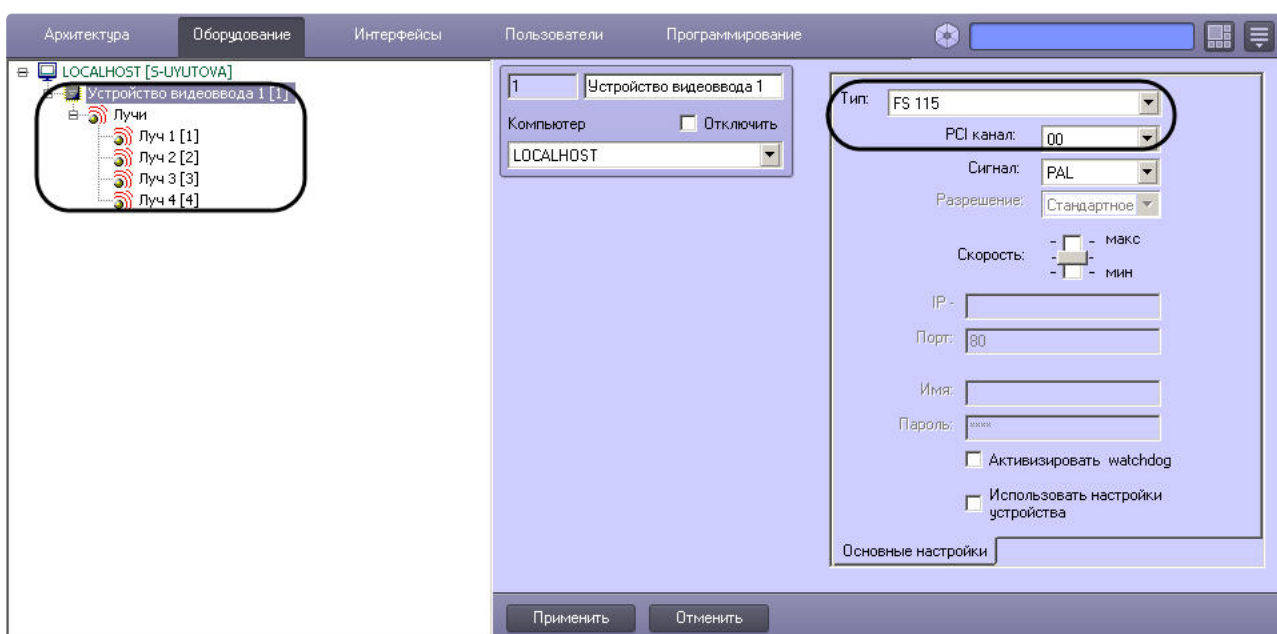 Архитектура Оборудование Интерфейсы Пользователи Программирование
LOCALHOST [S-UYUTOVA]
Устройство видеоввода 1 [1]
Лучи
Луч 1 [1]
Луч 2 [2]
Луч 3 [3]
Луч 4 [4]
1 Устройство видеоввода 1
Компьютер Отключить
LOCALHOST
Тип: FS 115
PCI канал: 00
Сигнал: PAL
Разрешение: Стандартное
- - макс
Скорость: - -
- - мин
IP -
Порт: 80
Имя:
Пароль: ****
Активизировать watchdog
Использовать настройки
устройства
Основные настройки
Применить Отменить